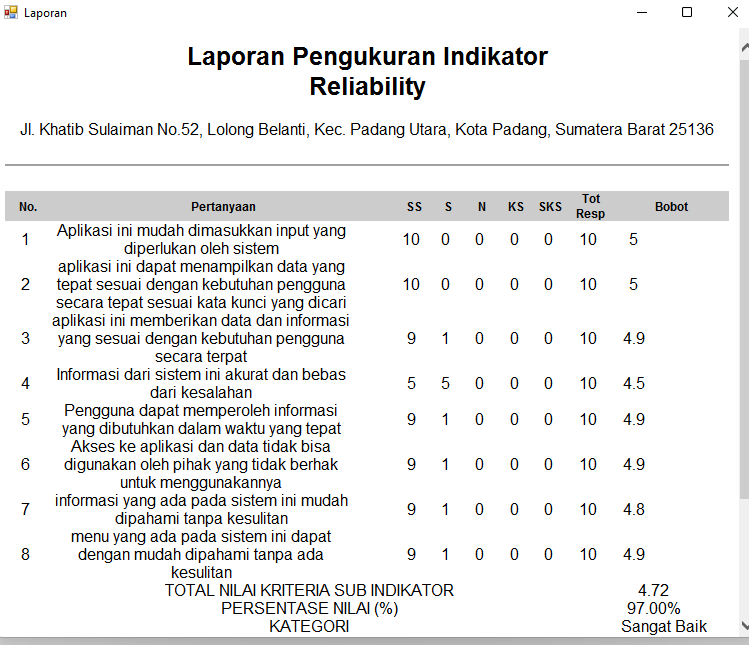 Laporan
Laporan Pengukuran Indikator
Reliability
Jl. Khatib Sulaiman No.52, Lolong Belanti, Kec. Padang Utara, Kota Padang, Sumatera Barat 25136
No. Pertanyaan SS S N KS SKS Tot Resp Bobot
Aplikasi ini mudah dimasukkan input yang
1 diperlukan oleh sistem 10 0 0 0 0 10 5
aplikasi ini dapat menampilkan data yang
2 tepat sesuai dengan kebutuhan pengguna 10 0 0 0 0 10 5
secara tepat sesuai kata kunci yang dicari
aplikasi ini memberikan data dan informasi
3 yang sesuai dengan kebutuhan pengguna 9 1 0 0 0 10 4.9
secara terpat
Informasi dari sistem ini akurat dan bebas
4 dari kesalahan 5 5 0 0 0 10 4.5
Pengguna dapat memperoleh informasi
5 yang dibutuhkan dalam waktu yang tepat 9 1 0 0 0 10 4.9
Akses ke aplikasi dan data tidak bisa
6 digunakan oleh pihak yang tidak berhak 9 1 0 0 0 10 4.9
untuk menggunakannya
informasi yang ada pada sistem ini mudah
7 dipahami tanpa kesulitan 9 1 0 0 0 10 4.8
menu yang ada pada sistem ini dapat
8 dengan mudah dipahami tanpa ada 9 1 0 0 0 10 4.9
kesulitan
TOTAL NILAI KRITERIA SUB INDIKATOR 4.72
PERSENTASE NILAI (%) 97.00%
KATEGORI Sangat Baik